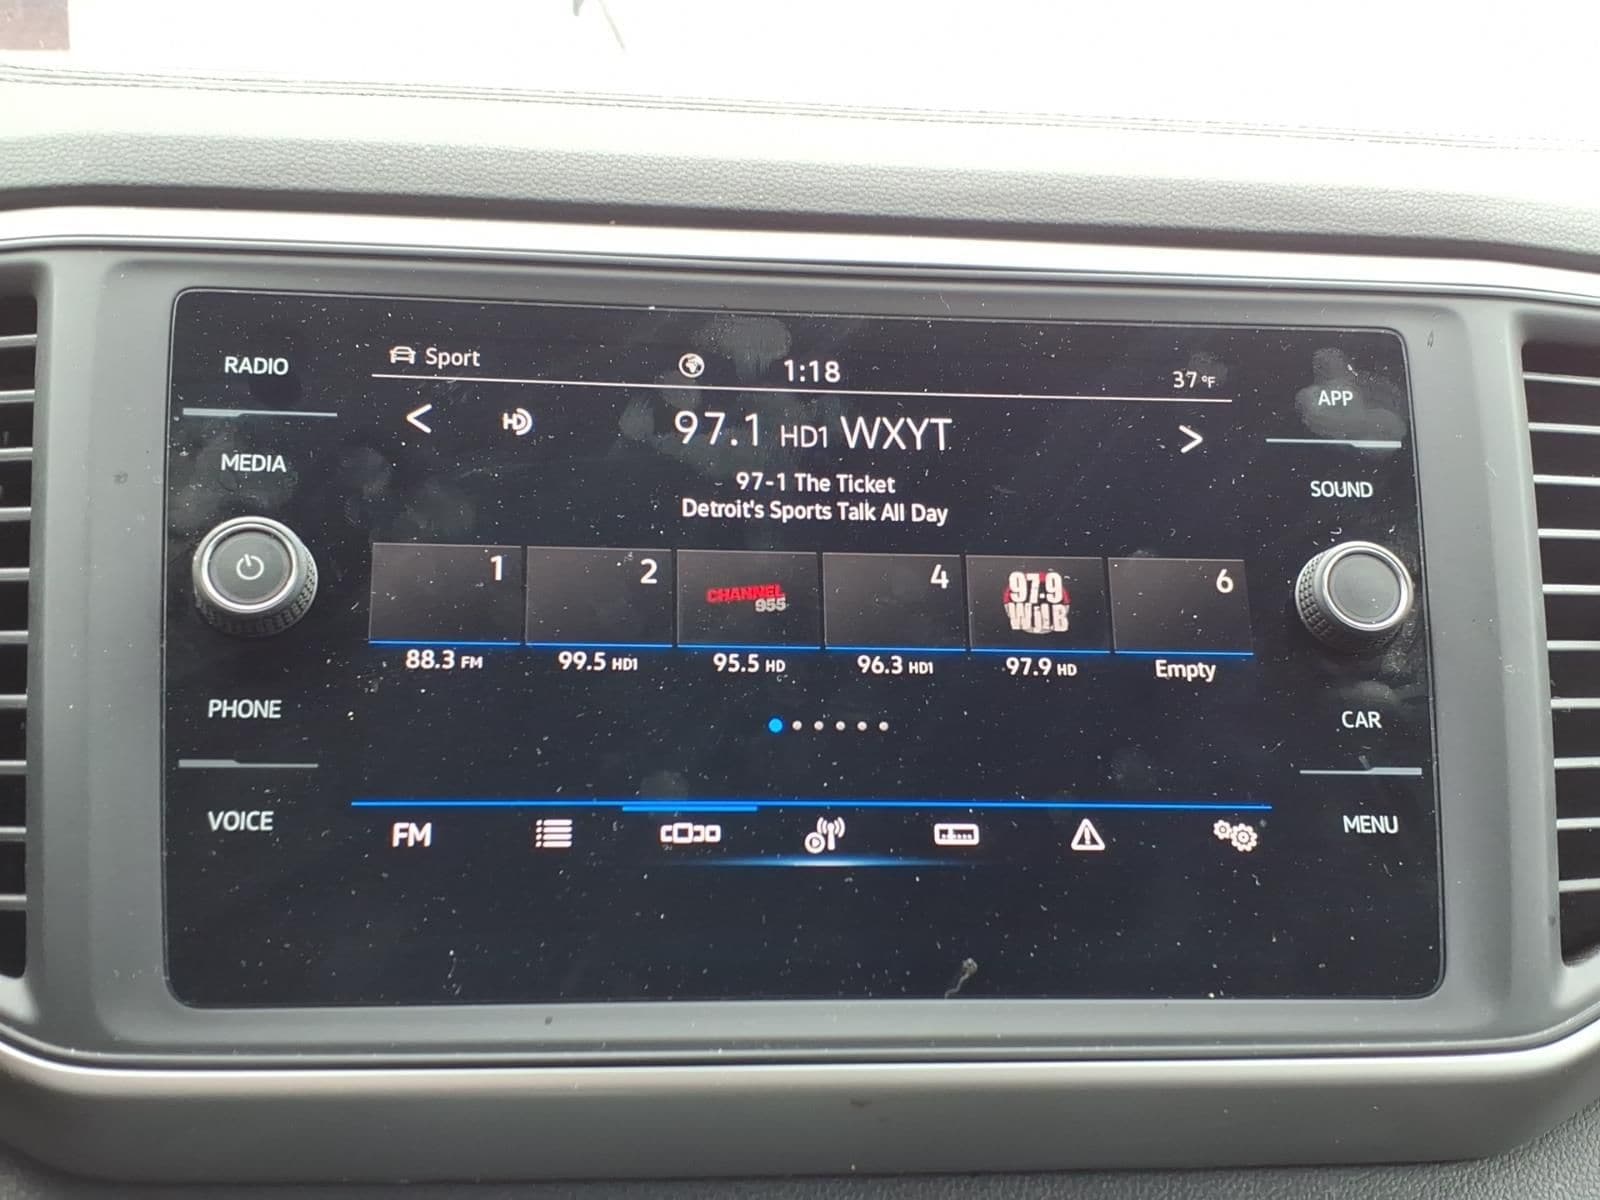 RADIO
MEDIA
PHONE
VOICE
Sport
1:18
37°F
HD
97.1 HD1 WXYT
97-1 The Ticket
Detroit's Sports Talk All Day
1
2
CHANNEL
955
4
97.9
WJLB
6
88.3 FM
99.5 HD1
95.5 HD
96.3 HD1
97.9 HD
Empty
FM
APP
SOUND
CAR
MENU